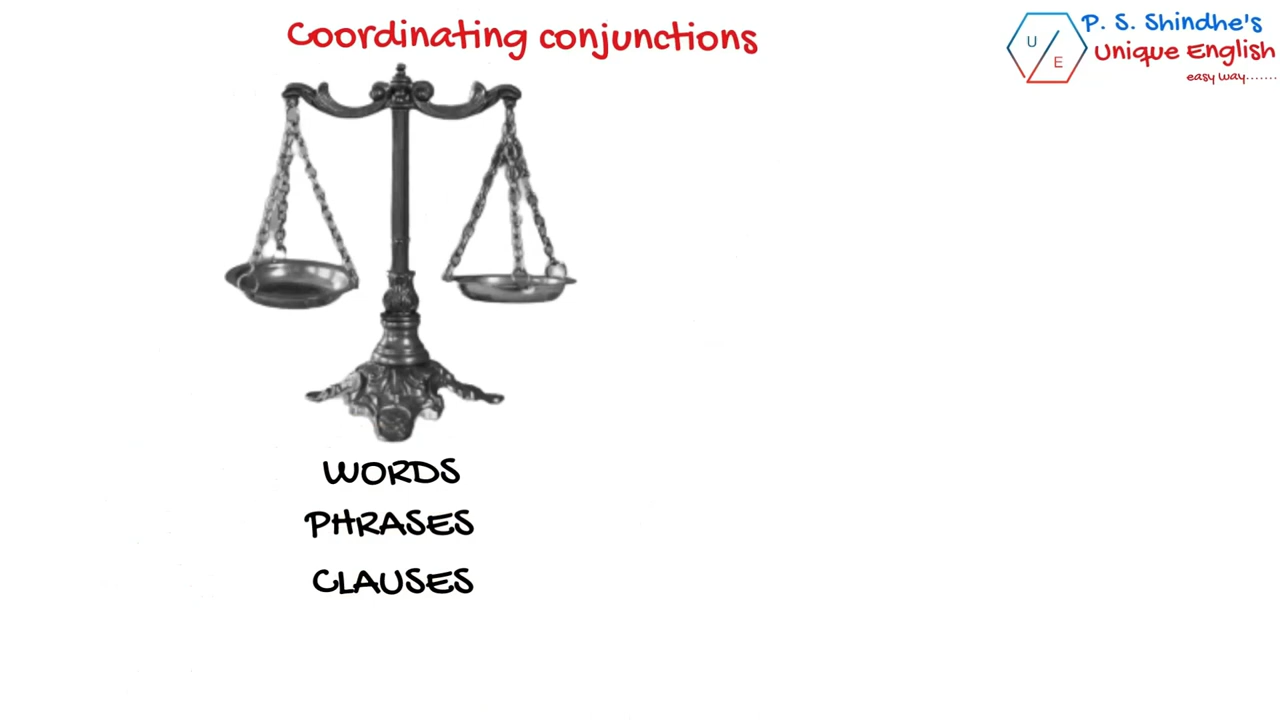 Coordinating conjunctions
P. S. Shindhe's
Unique English
easy way.......
U
E
WORDS
PHRASES
CLAUSES